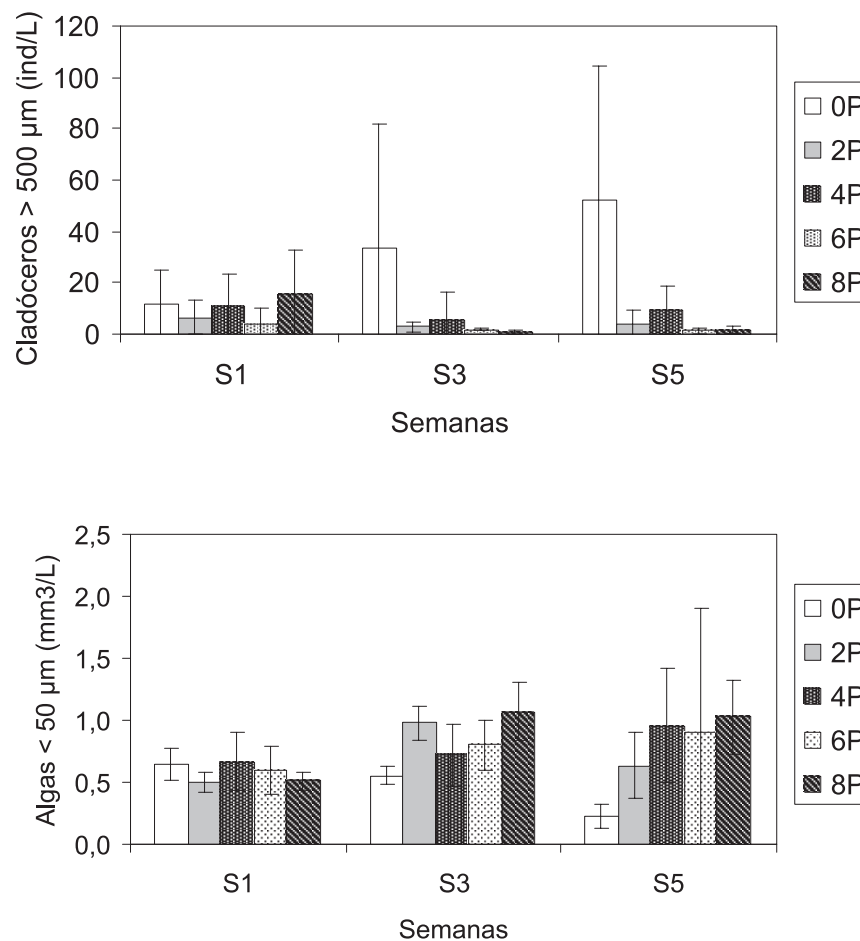 Cladóceros > 500 µm (ind/L)
120
100
80
60
40
20
0
S1 S3 S5
Semanas
0P
2P
4P
6P
8P
Algas < 50 µm (mm3/L)
2,5
2,0
1,5
1,0
0,5
0,0
S1 S3 S5
Semanas
0P
2P
4P
6P
8P